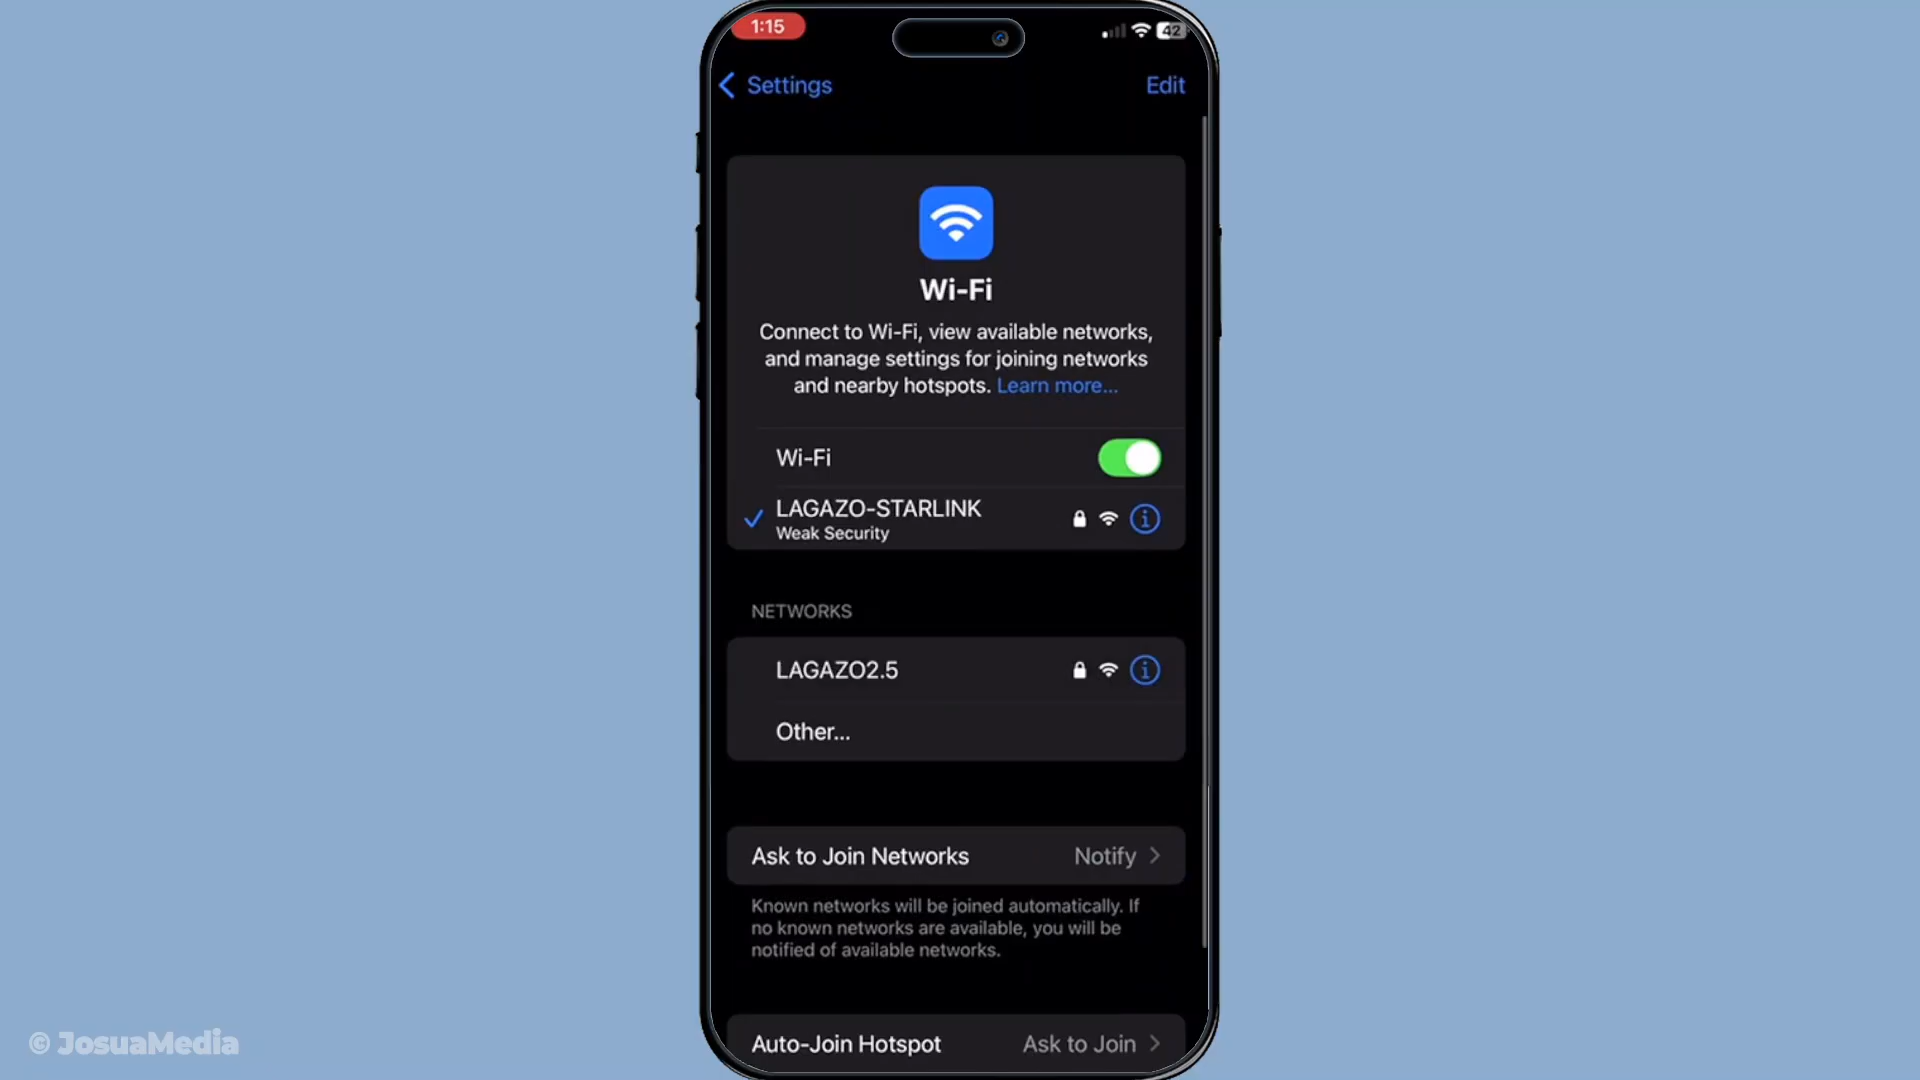 1:15
42
Settings
Edit
Wi-Fi
Connect to Wi-Fi, view available networks,
and manage settings for joining networks
and nearby hotspots. Learn more...
Wi-Fi
LAGAZO-STARLINK
Weak Security
NETWORKS
LAGAZO2.5
Other...
Ask to Join Networks
Notify
Known networks will be joined automatically. If
no known networks are available, you will be
notified of available networks.
Auto-Join Hotspot
Ask to Join
© JosuaMedia